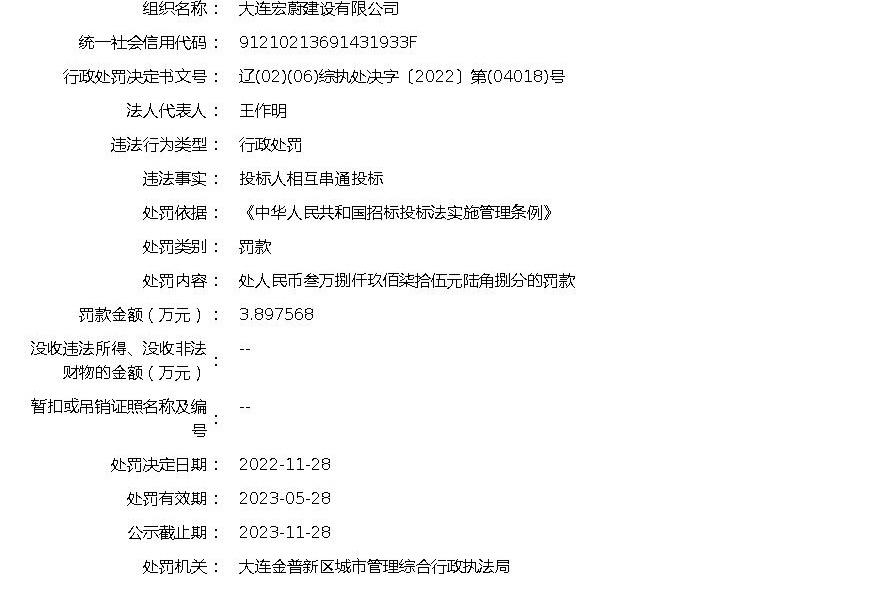 组织名称： 大连宏蔚建设有限公司
统一社会信用代码： 91210213691431933F
行政处罚决定书文号： 辽(02)(06)综执处决字〔2022〕第(04018)号
法人代表人： 王作明
违法行为类型： 行政处罚
违法事实： 投标人相互串通投标
处罚依据： 《中华人民共和国招标投标法实施管理条例》
处罚类别： 罚款
处罚内容： 处人民币叁万捌仟玖佰柒拾伍元陆角捌分的罚款
罚款金额（万元）： 3.897568
没收违法所得、没收非法
财物的金额（万元）： --
暂扣或吊销证照名称及编
号： --
处罚决定日期： 2022-11-28
处罚有效期： 2023-05-28
公示截止期： 2023-11-28
处罚机关： 大连金普新区城市管理综合行政执法局